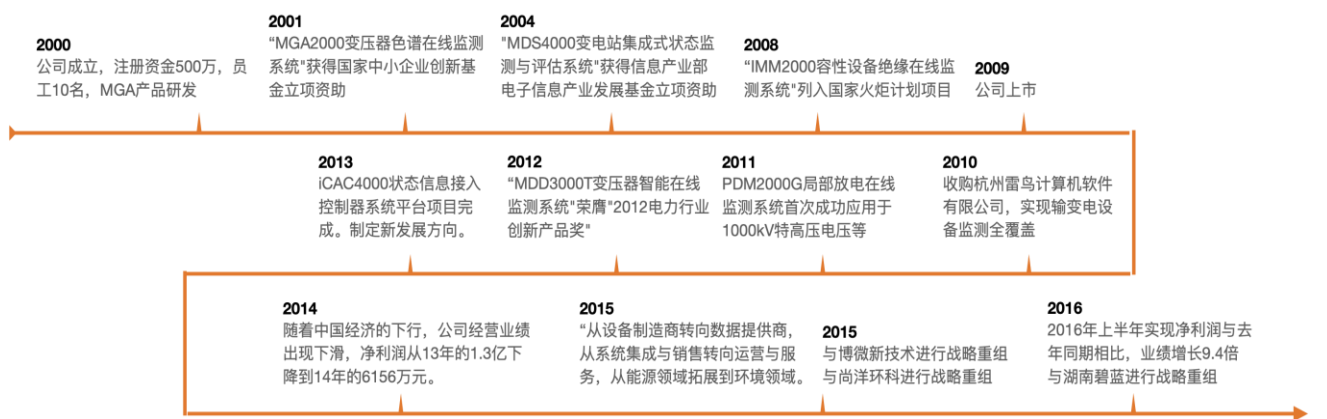 2000
公司成立，注册资金500万，员
工10名，MGA产品研发
2001
“MGA2000变压器色谱在线监测
系统"获得国家中小企业创新基
金立项资助
2004
"MDS4000变电站集成式状态监
测与评估系统"获得信息产业部
电子信息产业发展基金立项资助
2008
“IMM2000容性设备绝缘在线监
测系统"列入国家火炬计划项目
2009
公司上市
2010
收购杭州雷鸟计算机软件
有限公司，实现输变电设
备监测全覆盖
2011
PDM2000G局部放电在线
监测系统首次成功应用于
1000kV特高压电压等
2012
“MDD3000T变压器智能在线
监测系统"荣膺"2012电力行业
创新产品奖"
2013
iCAC4000状态信息接入
控制器系统平台项目完
成。制定新发展方向。
2014
随着中国经济的下行，公司经营业绩
出现下滑，净利润从13年的1.3亿下
降到14年的6156万元。
2015
“从设备制造商转向数据提供商，
从系统集成与销售转向运营与服
务，从能源领域拓展到环境领域。
2015
与博微新技术进行战略重组
与尚洋环科进行战略重组
2016
2016年上半年实现净利润与去
年同期相比，业绩增长9.4倍
与湖南碧蓝进行战略重组